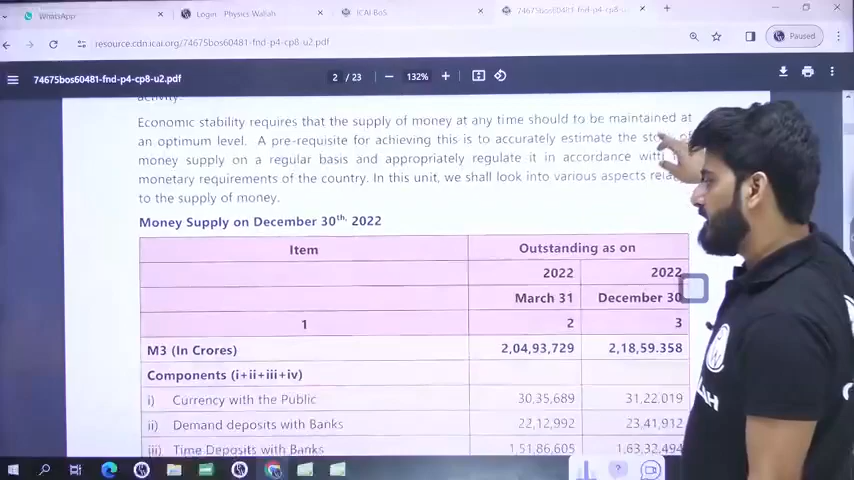 WhatsApp
Login - Physics Wallah
ICAI-BoS
74675bos60481-fnd-p4-cp8-u2.p
resource.cdn.icai.org/74675bos60481-fnd-p4-cp8-u2.pdf
Paused
74675bos60481-fnd-p4-cp8-u2.pdf
2 / 23
132%
activity.
Economic stability requires that the supply of money at any time should to be maintained at
an optimum level. A pre-requisite for achieving this is to accurately estimate the of
money supply on a regular basis and appropriately regulate it in accordance with
monetary requirements of the country. In this unit, we shall look into various aspects
to the supply of money.
Money Supply on December 30th, 2022
Item Outstanding as on
2022 2022
March 31 December 30
1 2 3
M3 (In Crores) 2,04,93,729 2,18,59.358
Components (i+ii+iii+iv)
i) Currency with the Public 30,35,689 31,22,019
ii) Demand deposits with Banks 22,12,992 23,41,912
iii) Time Deposits with Banks 1,51,86,605 1,63,32,494